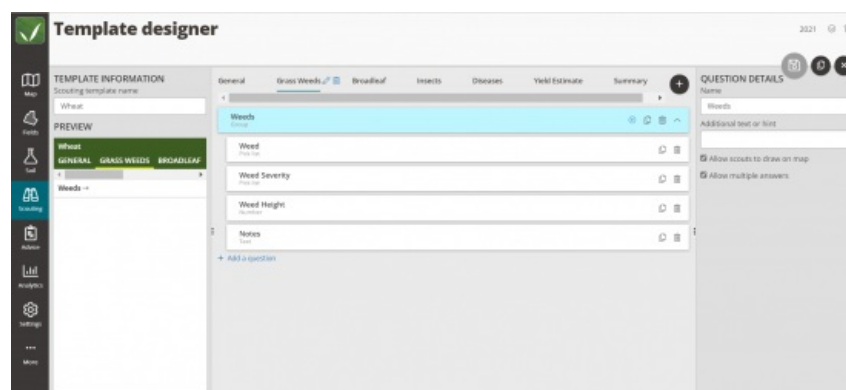 Template designer
2021
Map
Fields
Soil
Scouting
Advice
Analytics
Settings
More
TEMPLATE INFORMATION
Scouting template name
Wheat
PREVIEW
Wheat
GENERAL GRASS WEEDS BROADLEAF
Weeds →
General Grass Weeds Broadleaf Insects Diseases Yield Estimate Summary
Weeds
Group
Weed
Pick list
Weed Severity
Pick list
Weed Height
Number
Notes
Text
+ Add a question
QUESTION DETAILS
Name
Weeds
Additional text or hint
Allow scouts to draw on map
Allow multiple answers